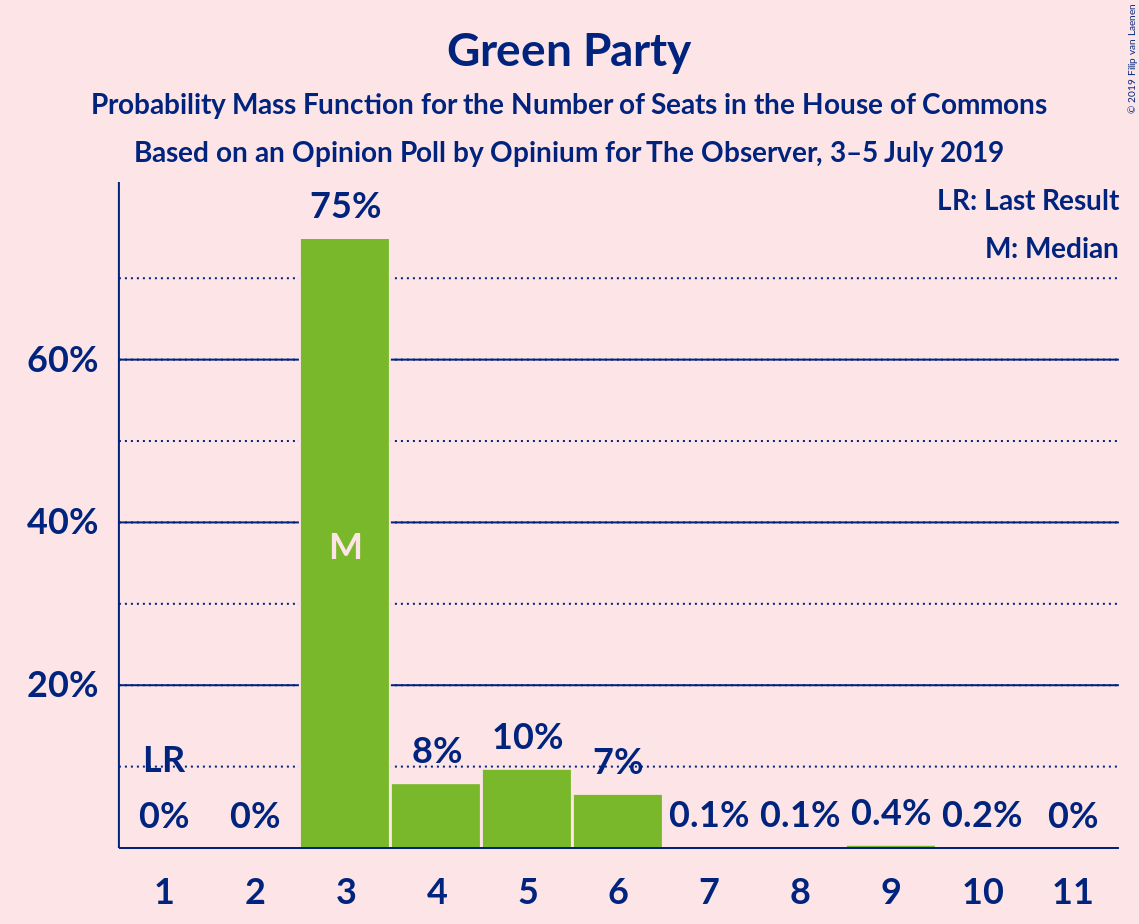 Green Party
Probability Mass Function for the Number of Seats in the House of Commons
Based on an Opinion Poll by Opinium for The Observer, 3–5 July 2019
© 2019 Filip van Laenen
LR: Last Result
M: Median
75%
60%
40%
20%
M
LR
0%
0%
8%
10%
7%
0.1%
0.1%
0.4%
0.2%
0%
1 2 3 4 5 6 7 8 9 10 11